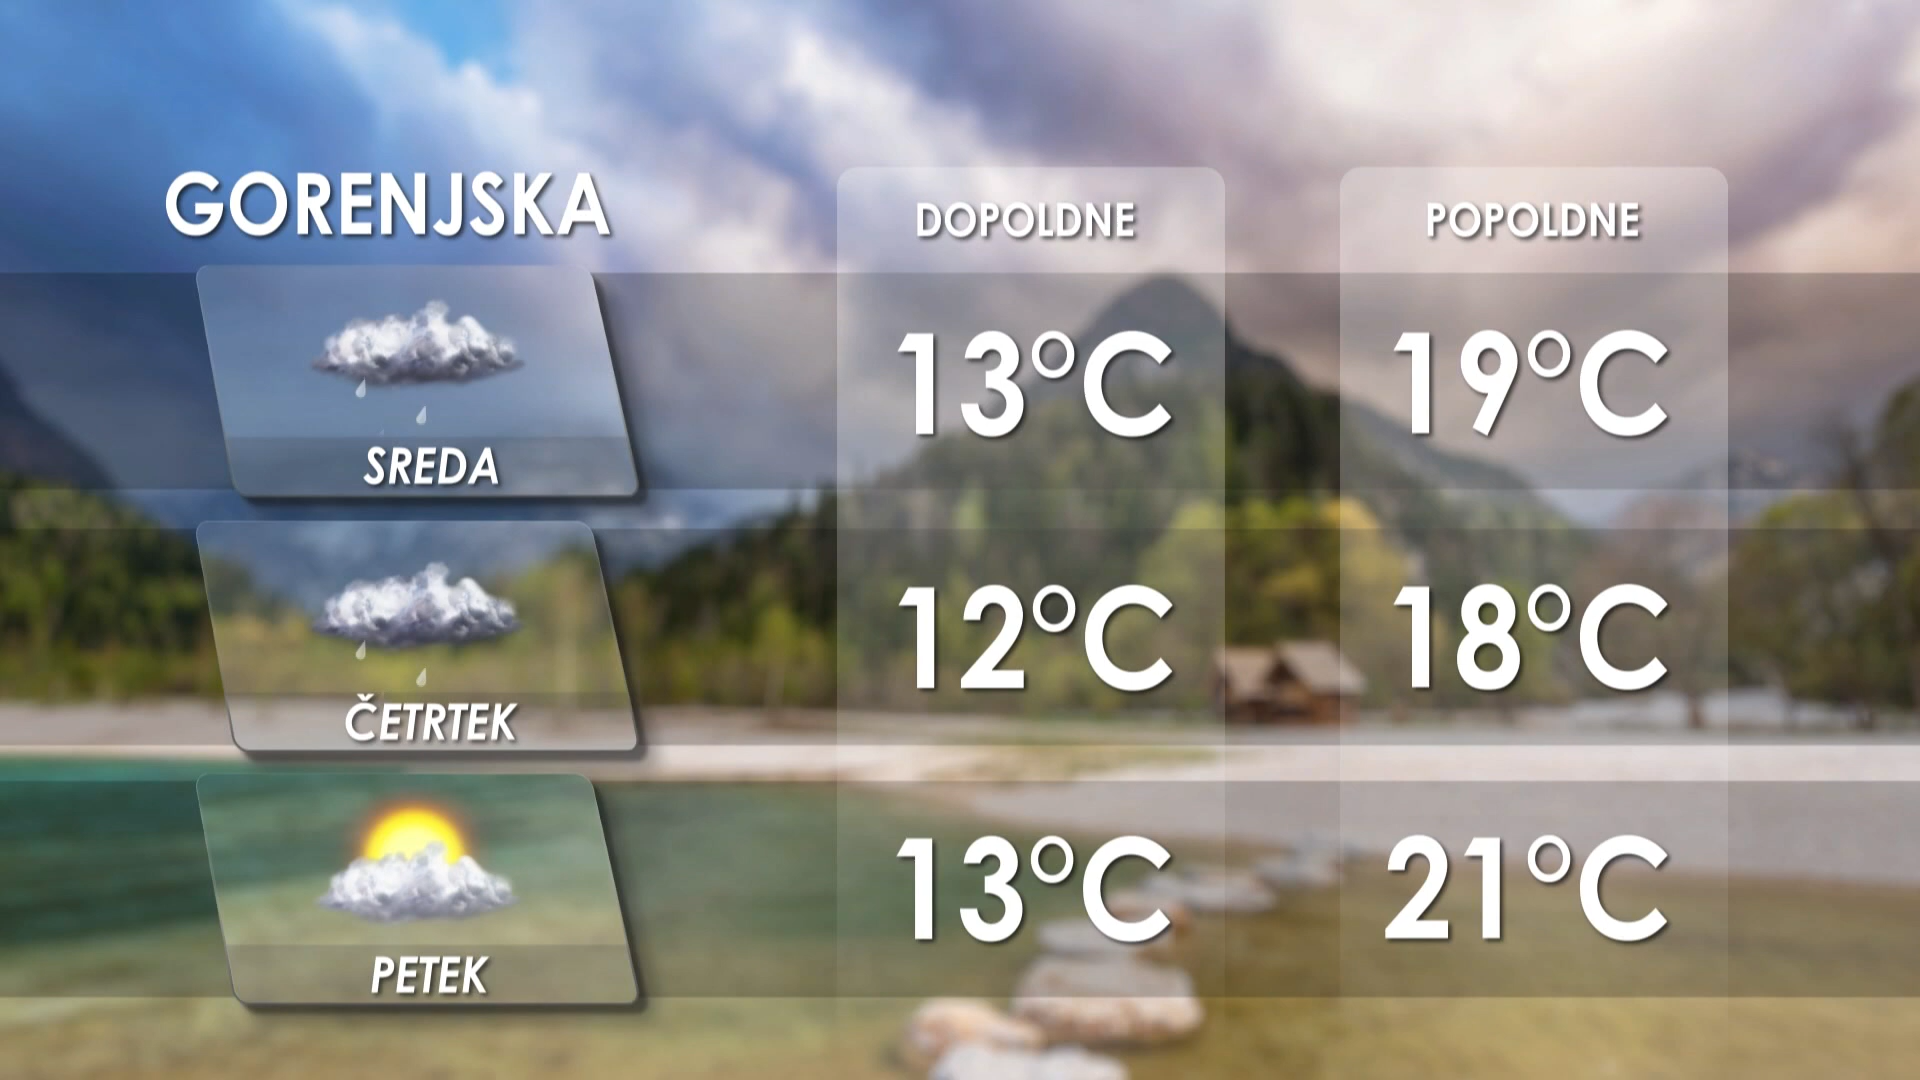 GORENJSKA DOPOLDNE POPOLDNE
13°C 19°C
SREDA
12°C 18°C
ČETRTEK
13°C 21°C
PETEK